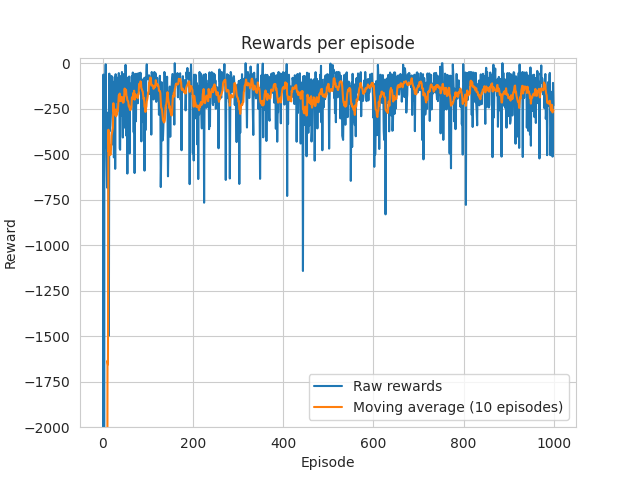 Rewards per episode
0
−250
−500
−750
−1000
−1250
−1500
−1750
−2000
Reward
Raw rewards
Moving average (10 episodes)
0 200 400 600 800 1000
Episode